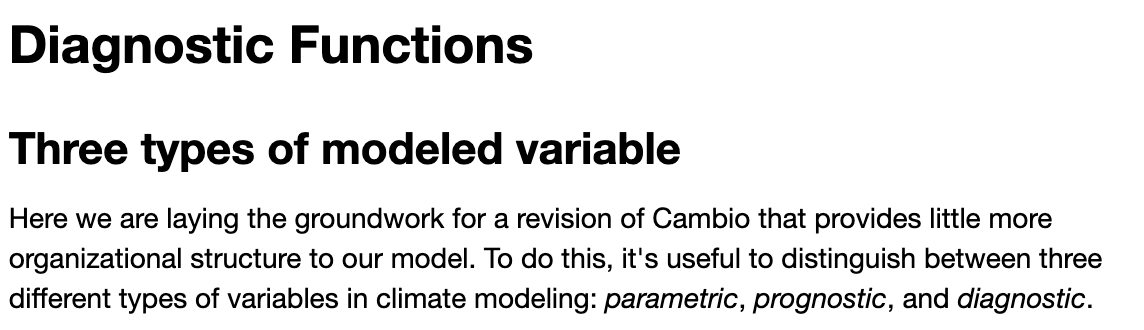 Diagnostic Functions
Three types of modeled variable
Here we are laying the groundwork for a revision of Cambio that provides little more
organizational structure to our model. To do this, it's useful to distinguish between three
different types of variables in climate modeling: parametric, prognostic, and diagnostic.